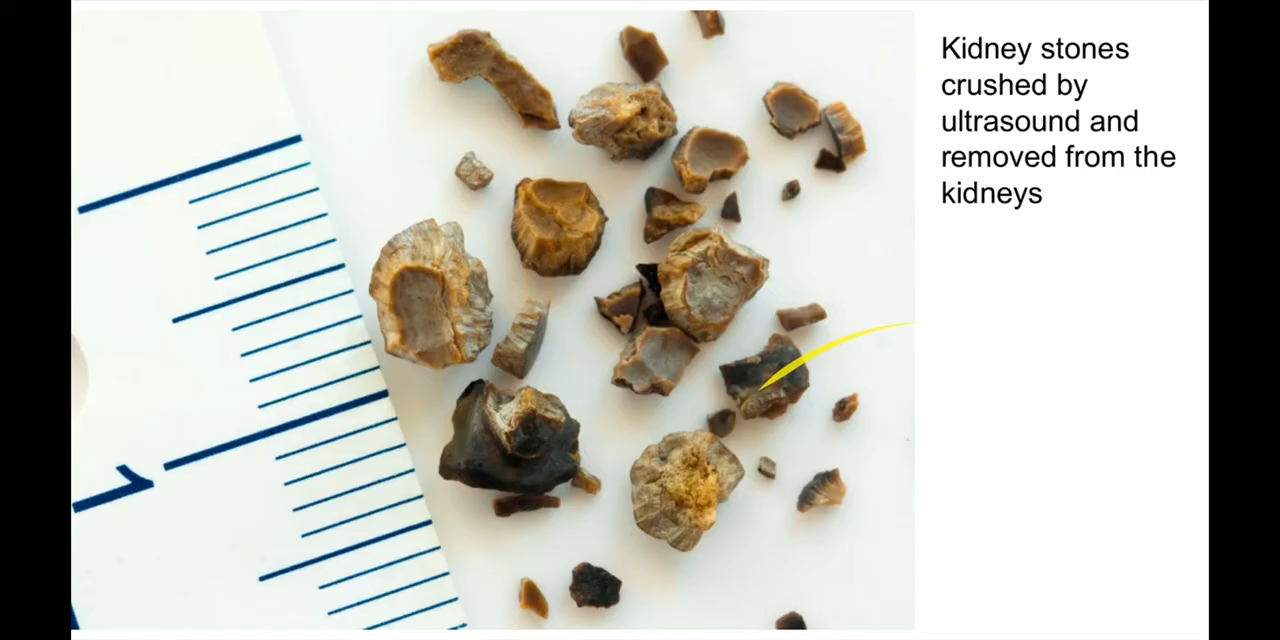 Kidney stones
crushed by
ultrasound and
removed from the
kidneys
1